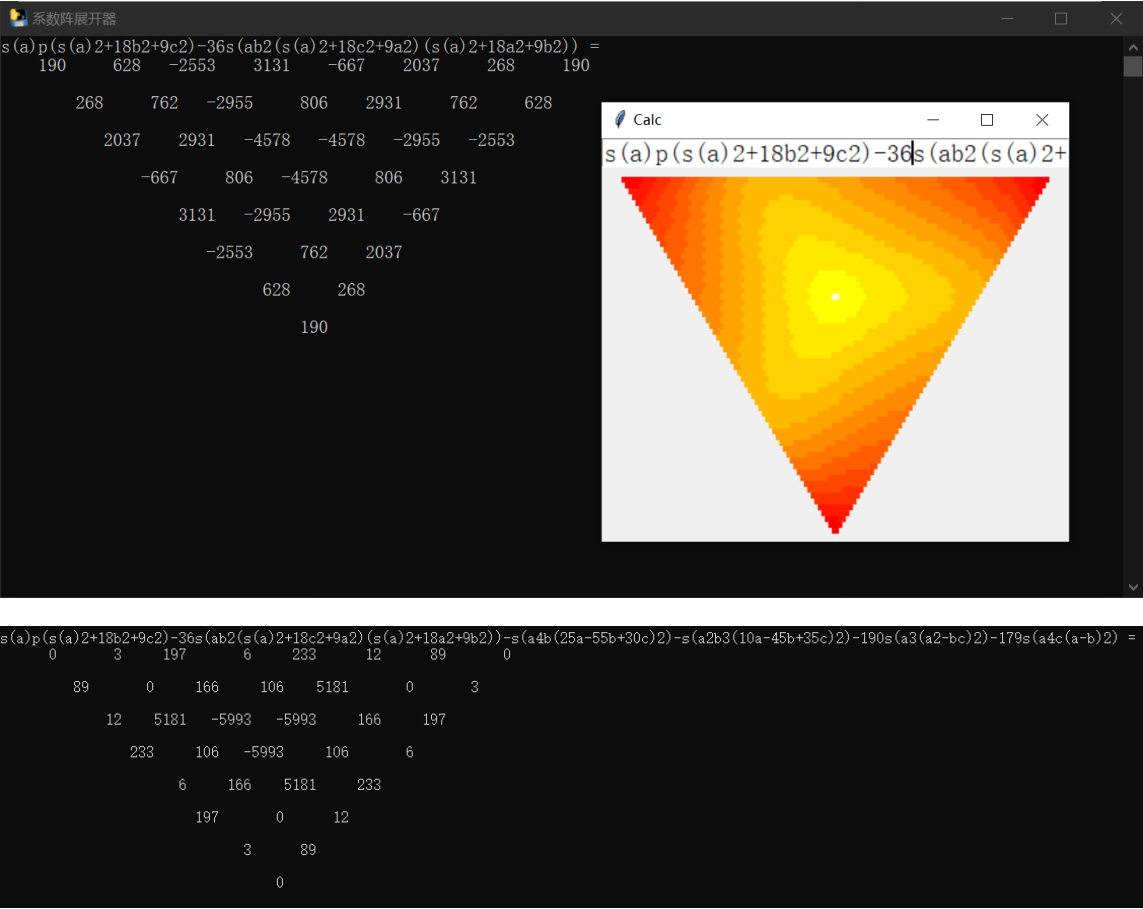 系数阵展开器
s(a)p(s(a)2+18b2+9c2)-36s(ab2(s(a)2+18c2+9a2)(s(a)2+18a2+9b2)) =
190 628 -2553 3131 -667 2037 268 190
268 762 -2955 806 2931 762 628
2037 2931 -4578 -4578 -2955 -2553
-667 806 -4578 806 3131
3131 -2955 2931 -667
-2553 762 2037
628 268
190
Calc
s(a)p(s(a)2+18b2+9c2)-36s(ab2(s(a)2+
s(a)p(s(a)2+18b2+9c2)-36s(ab2(s(a)2+18c2+9a2)(s(a)2+18a2+9b2))-s(a4b(25a-55b+30c)2)-s(a2b3(10a-45b+35c)2)-190s(a3(a2-bc)2)-179s(a4c(a-b)2) =
0 3 197 6 233 12 89 0
89 0 166 106 5181 0 3
12 5181 -5993 -5993 166 197
233 106 -5993 106 6
6 166 5181 233
197 0 12
3 89
0